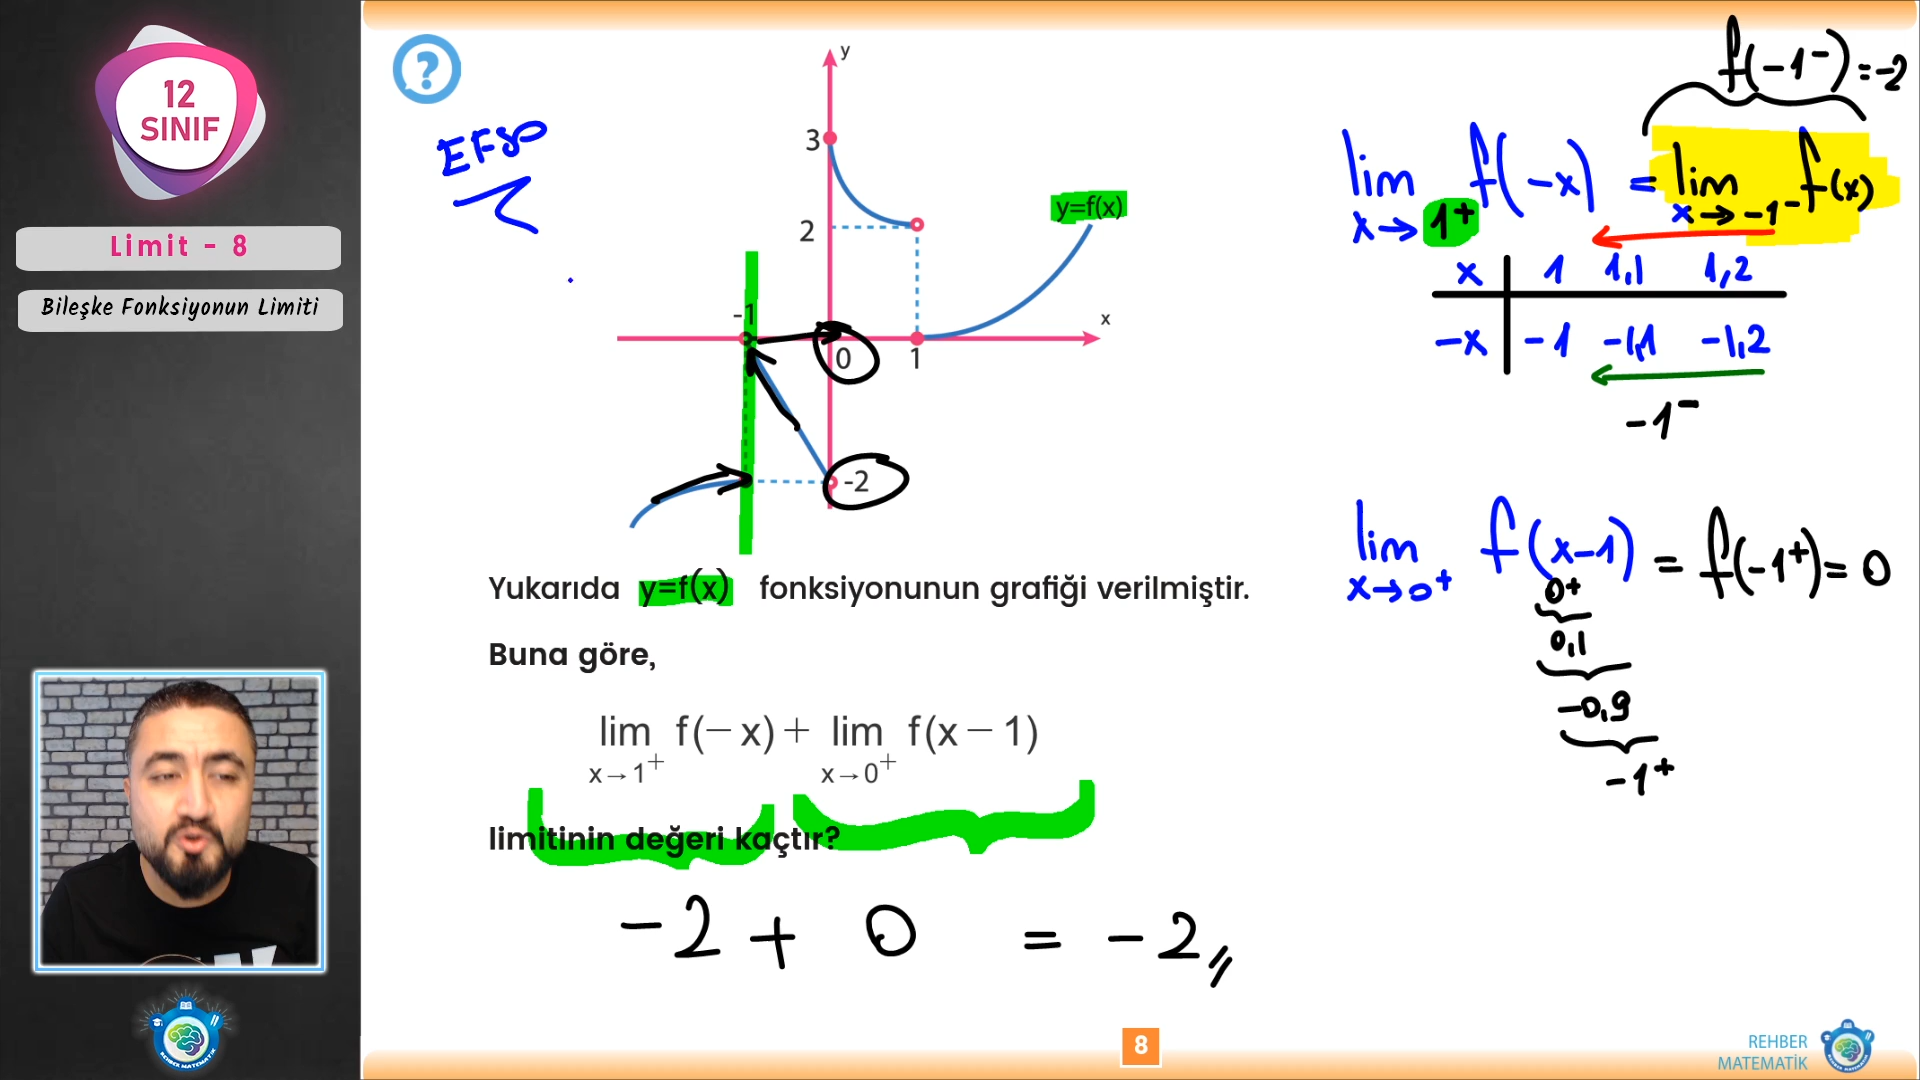 12
SINIF
Limit - 8
Bileşke Fonksiyonun Limiti
y
3
2
y=f(x)
-1
0
1
x
-2
Yukarıda y=f(x) fonksiyonunun grafiği verilmiştir.
Buna göre,
lim f(−x) + lim f(x − 1)
x→1⁺ x→0⁺
limitinin değeri kaçtır?
-2 + 0 = -2
f(-1⁻) = -2
lim f(-x) = lim f(x)
x→1⁺ x→-1⁻
x 1 1,1 1,2
-x -1 -1,1 -1,2
-1⁻
lim f(x-1) = f(-1⁺) = 0
x→0⁺
0⁺
0,1
-0,9
-1⁺
8
REHBER
MATEMATİK